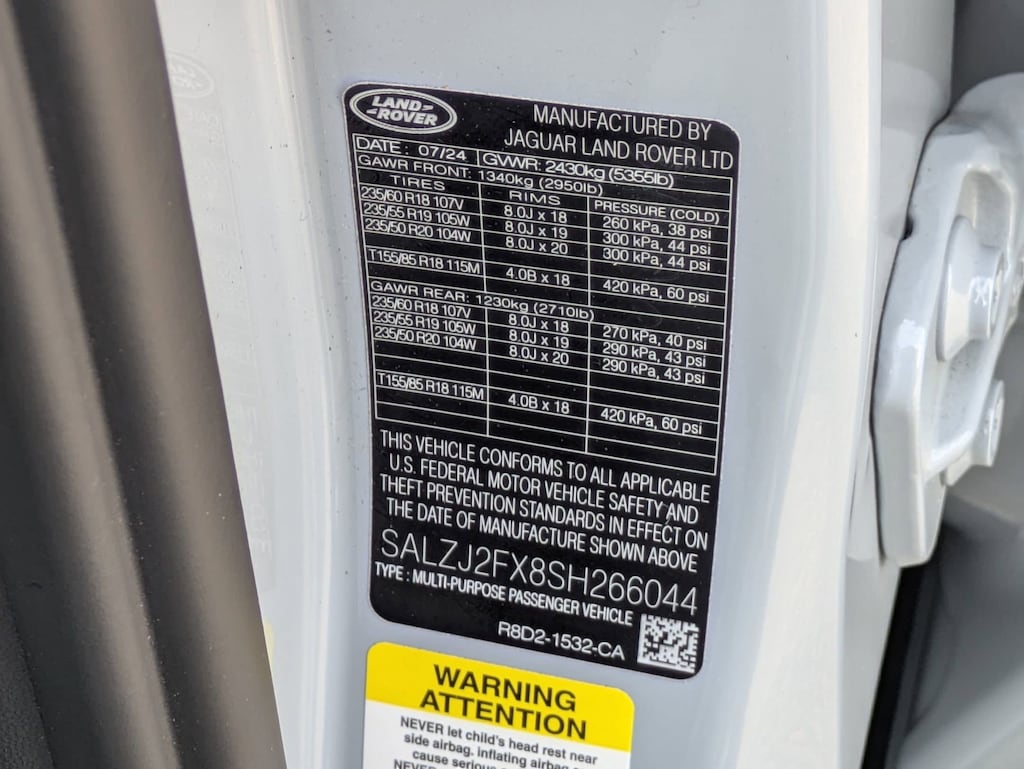 LAND
ROVER
MANUFACTURED BY
JAGUAR LAND ROVER LTD
DATE : 07/24 GVWR: 2430kg (5355lb)
GAWR FRONT: 1340kg (2950lb)
TIRES RIMS PRESSURE (COLD)
235/60 R18 107V 8.0J x 18 260 kPa, 38 psi
235/55 R19 105W 8.0J x 19 300 kPa, 44 psi
235/50 R20 104W 8.0J x 20 300 kPa, 44 psi
T155/85 R18 115M 4.0B x 18 420 kPa, 60 psi
GAWR REAR: 1230kg (2710lb)
235/60 R18 107V 8.0J x 18 270 kPa, 40 psi
235/55 R19 105W 8.0J x 19 290 kPa, 43 psi
235/50 R20 104W 8.0J x 20 290 kPa, 43 psi
T155/85 R18 115M 4.0B x 18 420 kPa, 60 psi
THIS VEHICLE CONFORMS TO ALL APPLICABLE
U.S. FEDERAL MOTOR VEHICLE SAFETY AND
THEFT PREVENTION STANDARDS IN EFFECT ON
THE DATE OF MANUFACTURE SHOWN ABOVE
SALZJ2FX8SH266044
TYPE : MULTI-PURPOSE PASSENGER VEHICLE
R8D2-1532-CA
WARNING
ATTENTION
NEVER let child's head rest near
side airbag. inflating airbag
cause serious
NEVER